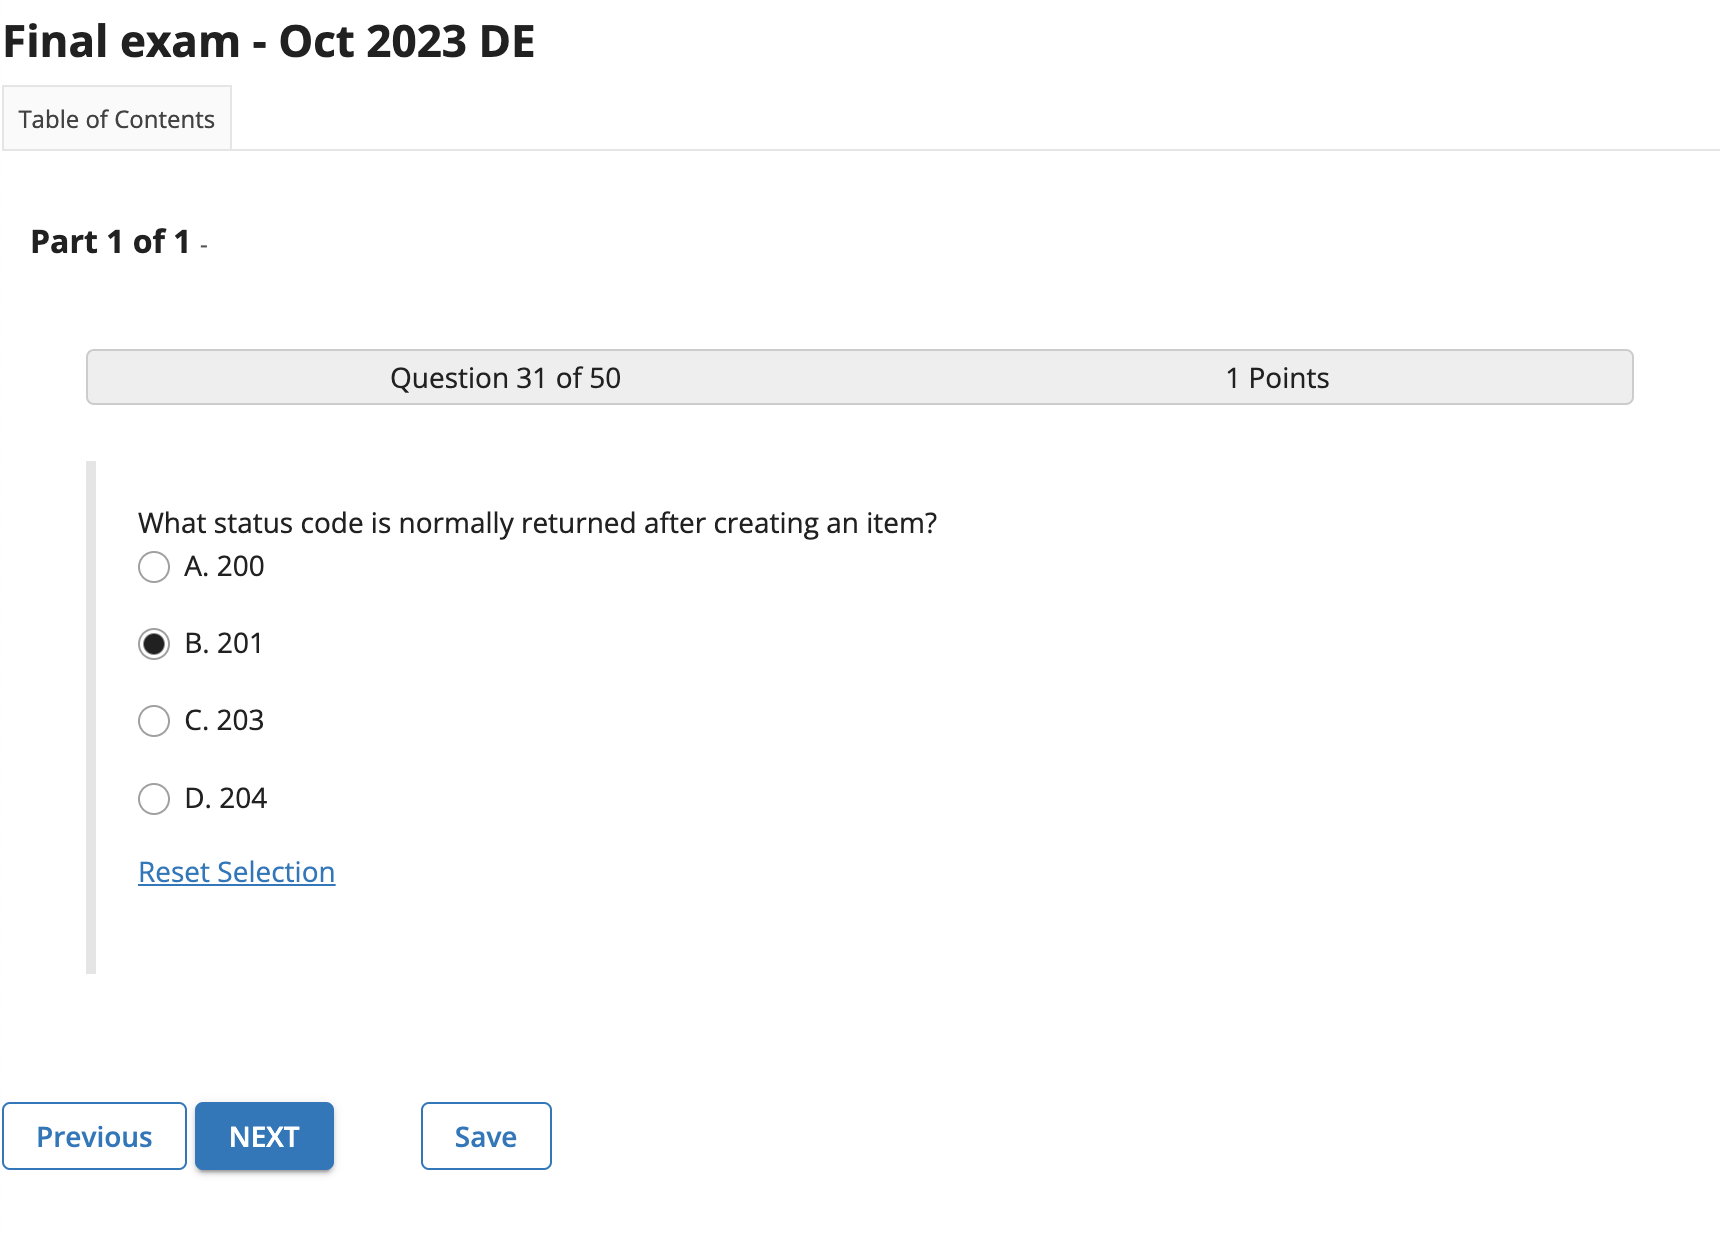 Final exam - Oct 2023 DE
Table of Contents
Part 1 of 1 -
Question 31 of 50
1 Points
What status code is normally returned after creating an item?
A. 200
B. 201
C. 203
D. 204
Reset Selection
Previous
NEXT
Save